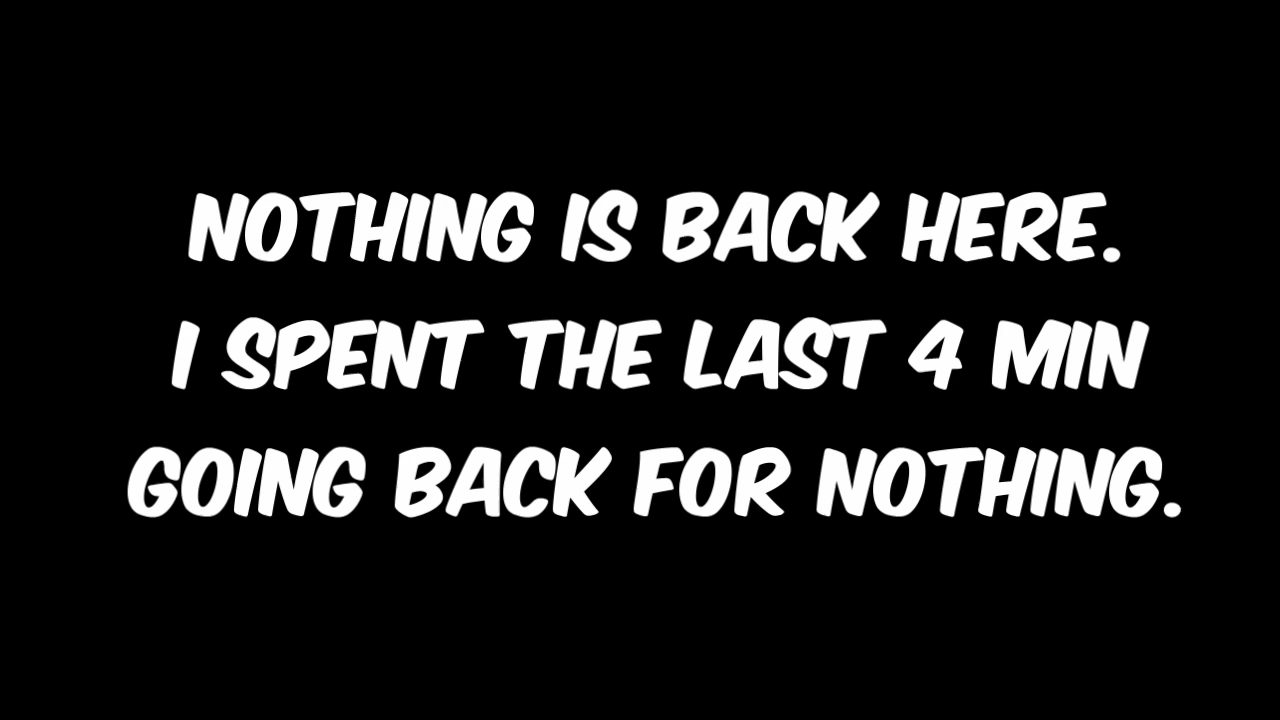 NOTHING IS BACK HERE.
I SPENT THE LAST 4 MIN
GOING BACK FOR NOTHING.